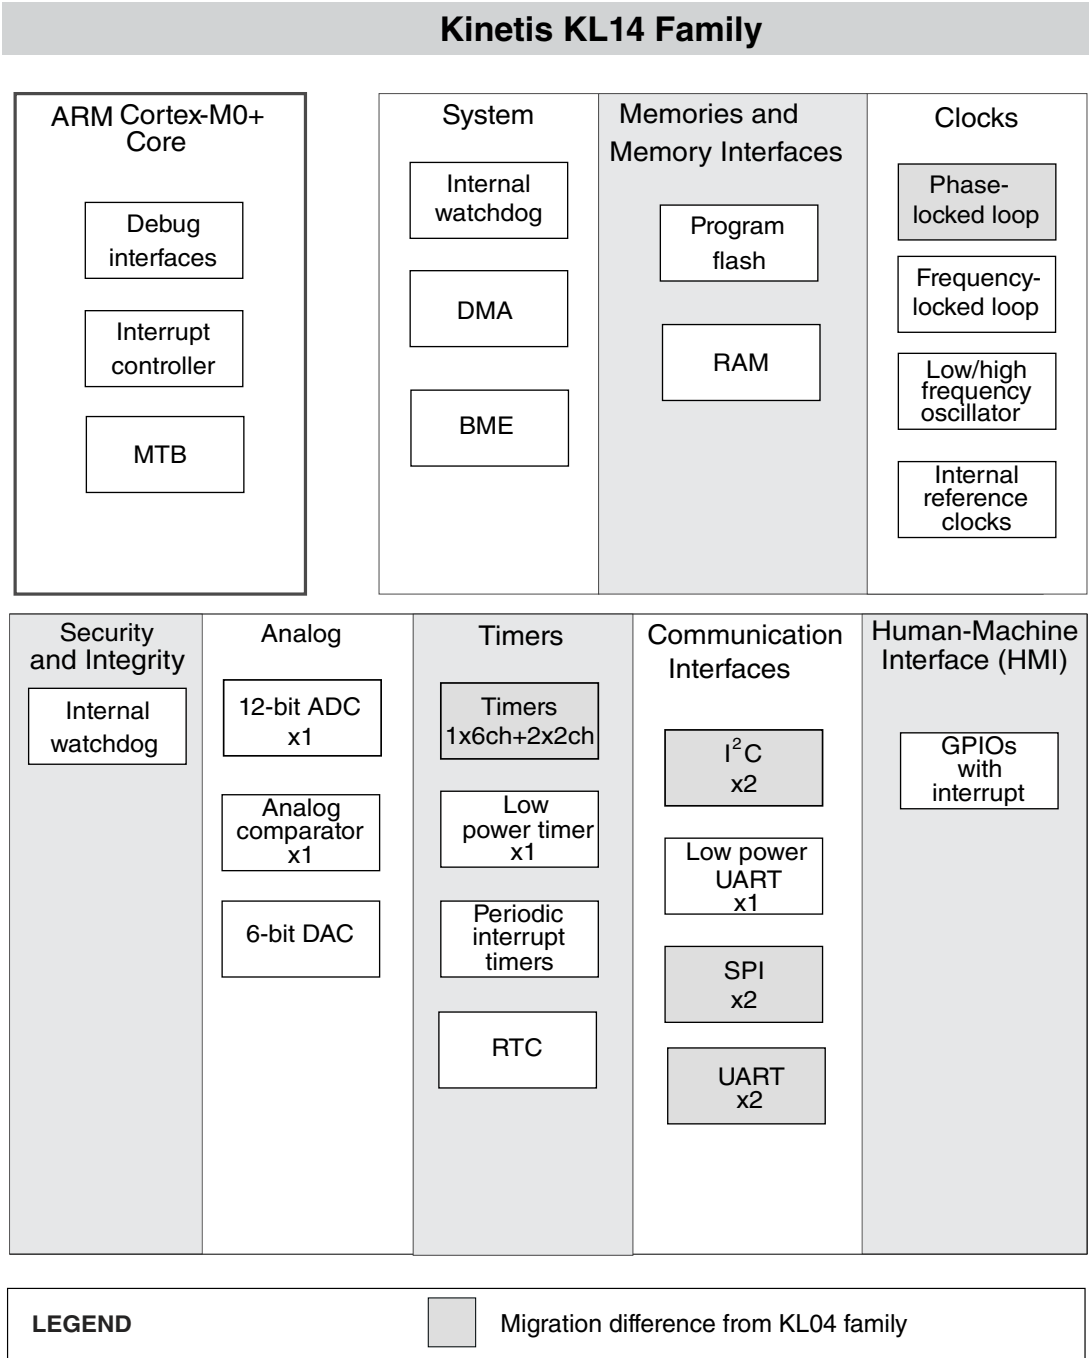 Kinetis KL14 Family
ARM Cortex-M0+
Core
Debug
interfaces
Interrupt
controller
MTB
System
Internal
watchdog
DMA
BME
Memories and
Memory Interfaces
Program
flash
RAM
Clocks
Phase-
locked loop
Frequency-
locked loop
Low/high
frequency
oscillator
Internal
reference
clocks
Security
and Integrity
Internal
watchdog
Analog
12-bit ADC
x1
Analog
comparator
x1
6-bit DAC
Timers
Timers
1x6ch+2x2ch
Low
power timer
x1
Periodic
interrupt
timers
RTC
Communication
Interfaces
I²C
x2
Low power
UART
x1
SPI
x2
UART
x2
Human-Machine
Interface (HMI)
GPIOs
with
interrupt
LEGEND
Migration difference from KL04 family